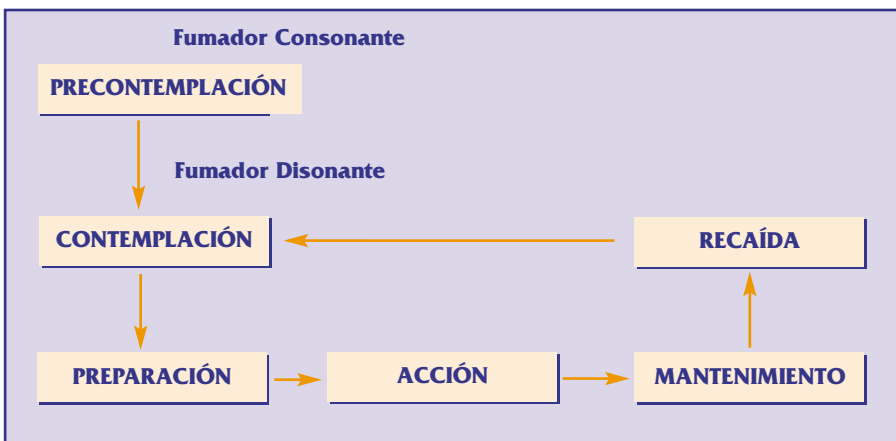 Fumador Consonante
PRECONTEMPLACIÓN
Fumador Disonante
CONTEMPLACIÓN
RECAÍDA
PREPARACIÓN
ACCIÓN
MANTENIMIENTO